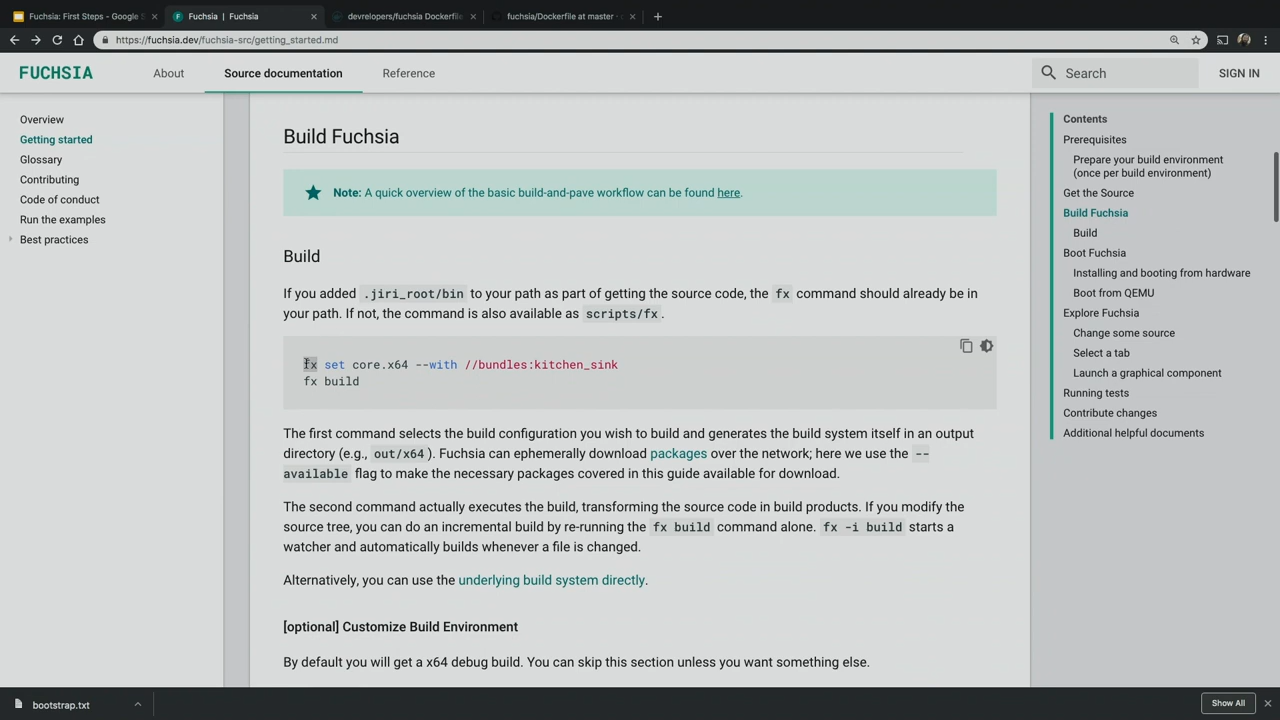 Fuchsia: First Steps - Google S
Fuchsia | Fuchsia
devrelopers/fuchsia Dockerfile
fuchsia/Dockerfile at master ·
https://fuchsia.dev/fuchsia-src/getting_started.md
FUCHSIA
About
Source documentation
Reference
Search
SIGN IN
Overview
Getting started
Glossary
Contributing
Code of conduct
Run the examples
Best practices
Build Fuchsia
Note: A quick overview of the basic build-and-pave workflow can be found here.
Build
If you added .jiri_root/bin to your path as part of getting the source code, the fx command should already be in
your path. If not, the command is also available as scripts/fx.
fx set core.x64 --with //bundles:kitchen_sink
fx build
The first command selects the build configuration you wish to build and generates the build system itself in an output
directory (e.g., out/x64). Fuchsia can ephemerally download packages over the network; here we use the --
available flag to make the necessary packages covered in this guide available for download.
The second command actually executes the build, transforming the source code in build products. If you modify the
source tree, you can do an incremental build by re-running the fx build command alone. fx -i build starts a
watcher and automatically builds whenever a file is changed.
Alternatively, you can use the underlying build system directly.
[optional] Customize Build Environment
By default you will get a x64 debug build. You can skip this section unless you want something else.
Contents
Prerequisites
Prepare your build environment
(once per build environment)
Get the Source
Build Fuchsia
Build
Boot Fuchsia
Installing and booting from hardware
Boot from QEMU
Explore Fuchsia
Change some source
Select a tab
Launch a graphical component
Running tests
Contribute changes
Additional helpful documents
bootstrap.txt
Show All